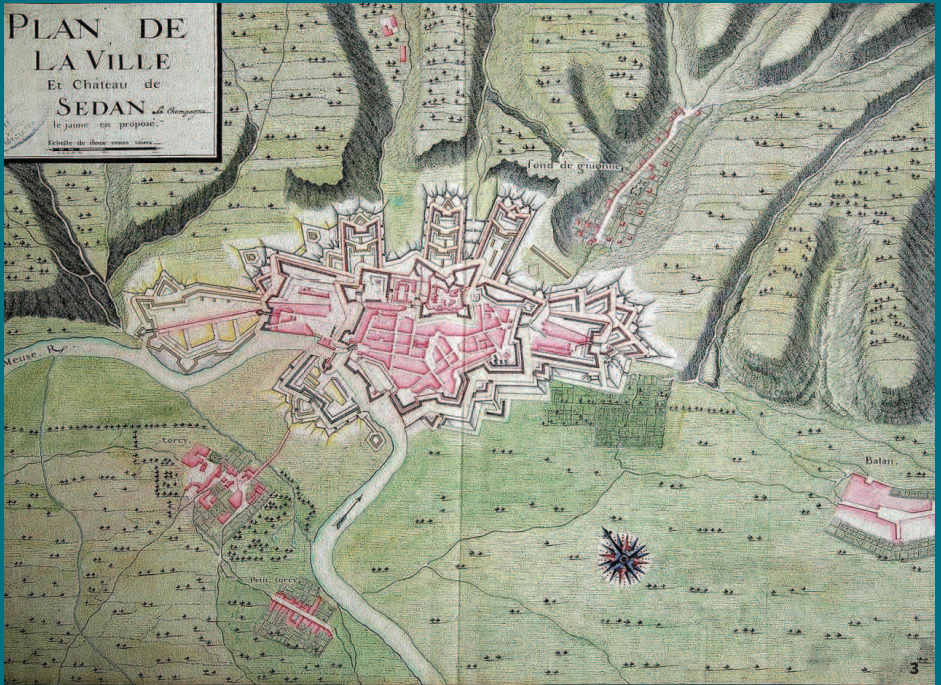 PLAN DE
LA VILLE
Et Château de
SEDAN en Champagne
le jaune est proposé.
Echelle de deux cents toises
fond de givonne
Meuse R.
torcy.
Balan.
Petit torcy.
3